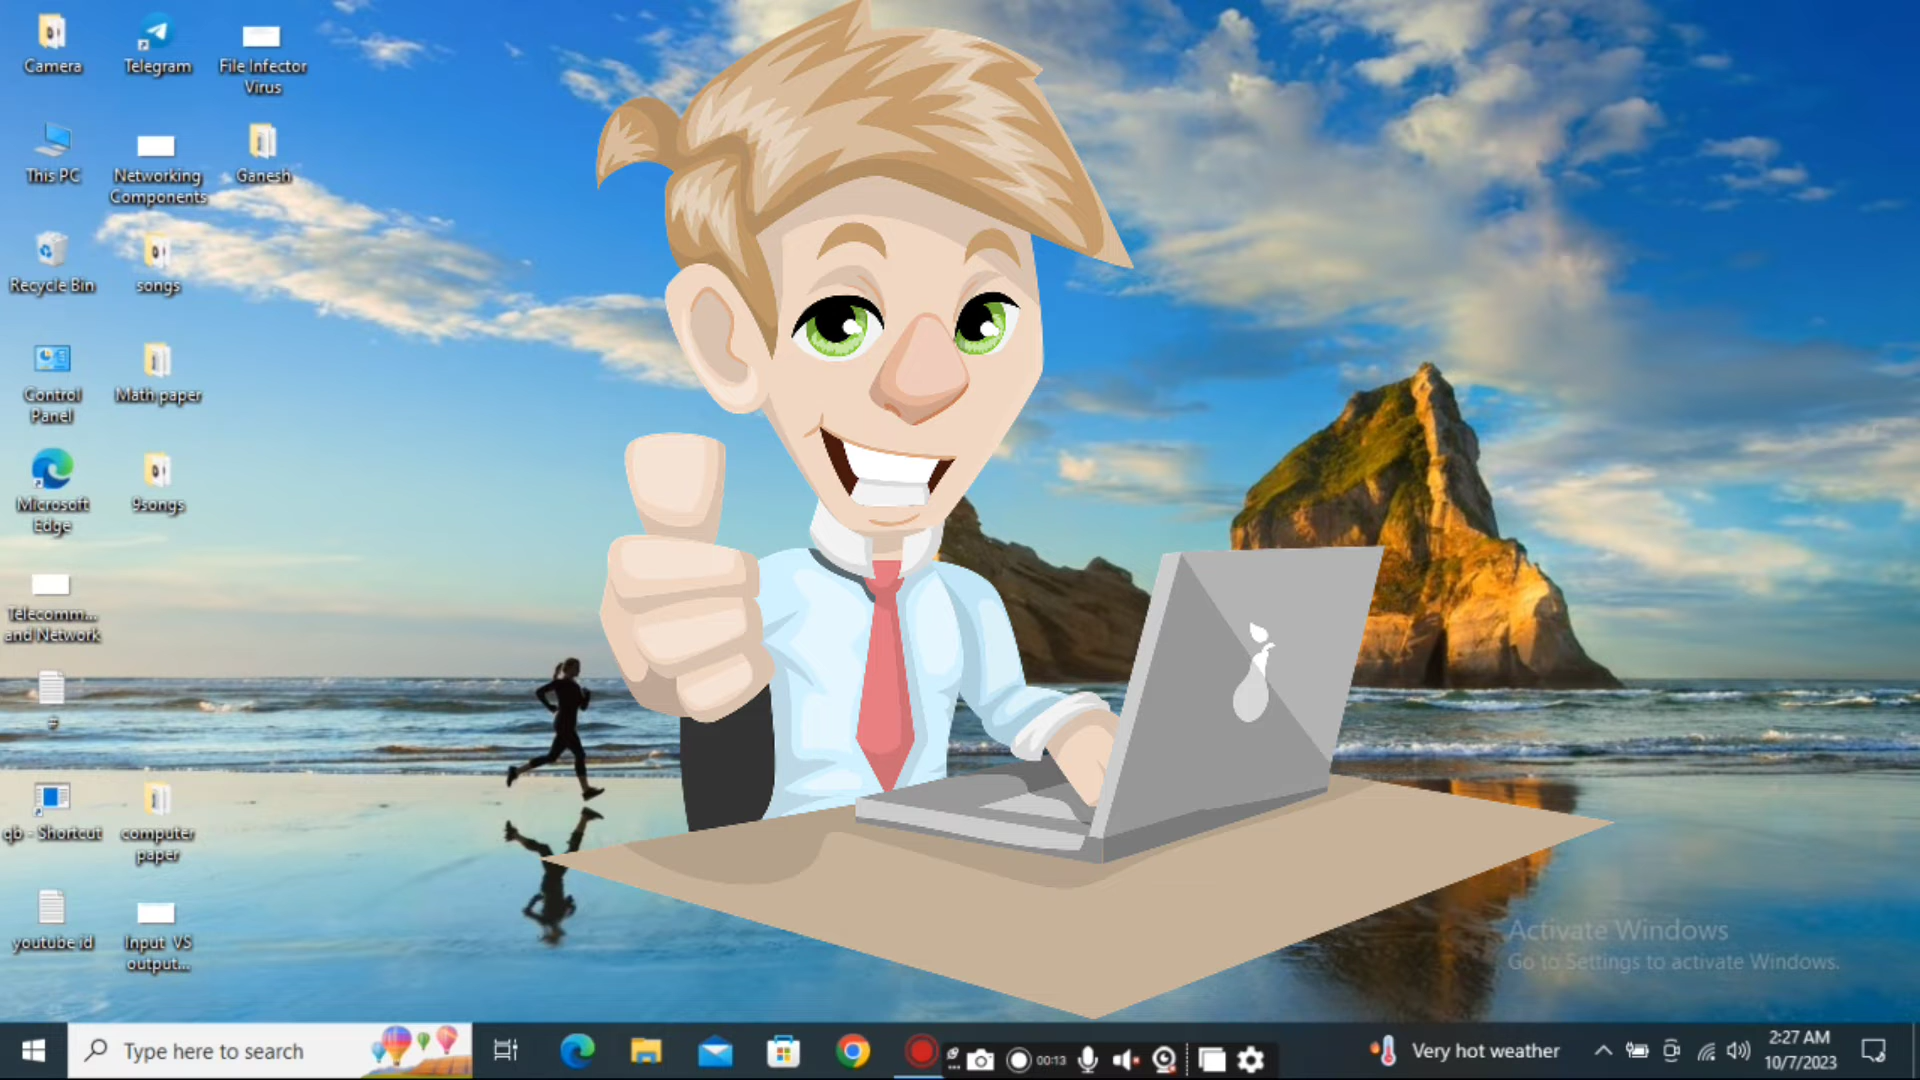 Camera
Telegram
File Infector
Virus
This PC
Networking
Components
Ganesh
Recycle Bin
songs
Control
Panel
Math paper
Microsoft
Edge
9songs
Telecomm...
and Network
#
qb - Shortcut
computer
paper
youtube id
Input VS
output...
Activate Windows
Go to Settings to activate Windows.
Type here to search
00:13
Very hot weather
2:27 AM
10/7/2023